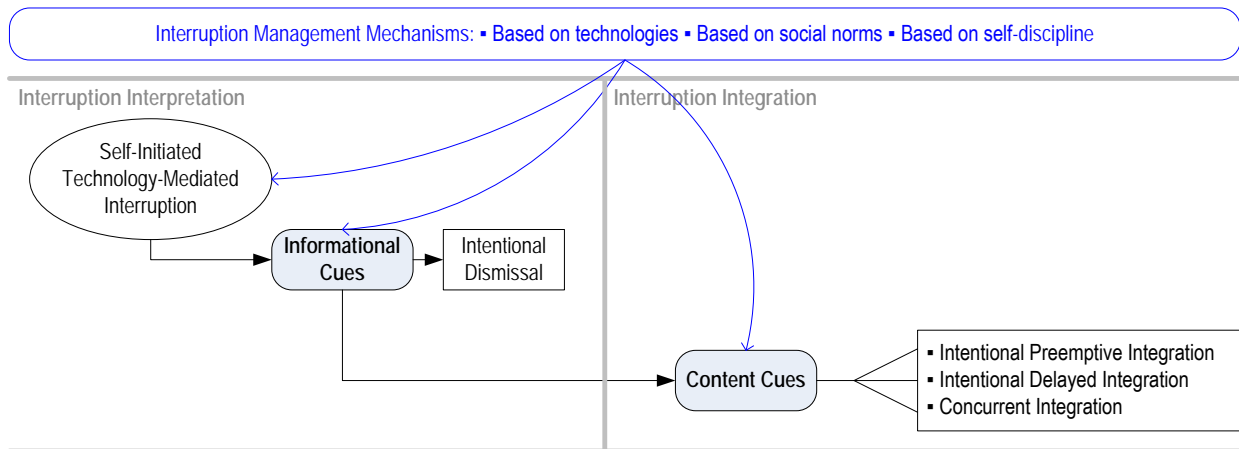 Interruption Management Mechanisms: ▪ Based on technologies ▪ Based on social norms ▪ Based on self-discipline
Interruption Interpretation
Interruption Integration
Self-Initiated
Technology-Mediated
Interruption
Informational
Cues
Intentional
Dismissal
Content Cues
▪ Intentional Preemptive Integration
▪ Intentional Delayed Integration
▪ Concurrent Integration